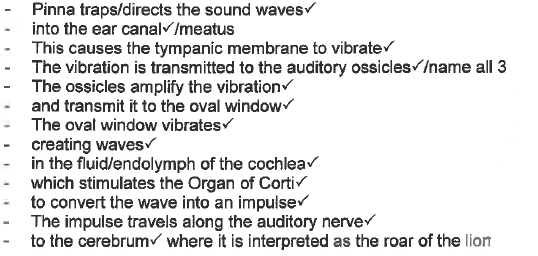 - Pinna traps/directs the sound waves✓
- into the ear canal✓/meatus
- This causes the tympanic membrane to vibrate✓
- The vibration is transmitted to the auditory ossicles✓/name all 3
- The ossicles amplify the vibration✓
- and transmit it to the oval window✓
- The oval window vibrates✓
- creating waves✓
- in the fluid/endolymph of the cochlea✓
- which stimulates the Organ of Corti✓
- to convert the wave into an impulse✓
- The impulse travels along the auditory nerve✓
- to the cerebrum✓ where it is interpreted as the roar of the lion